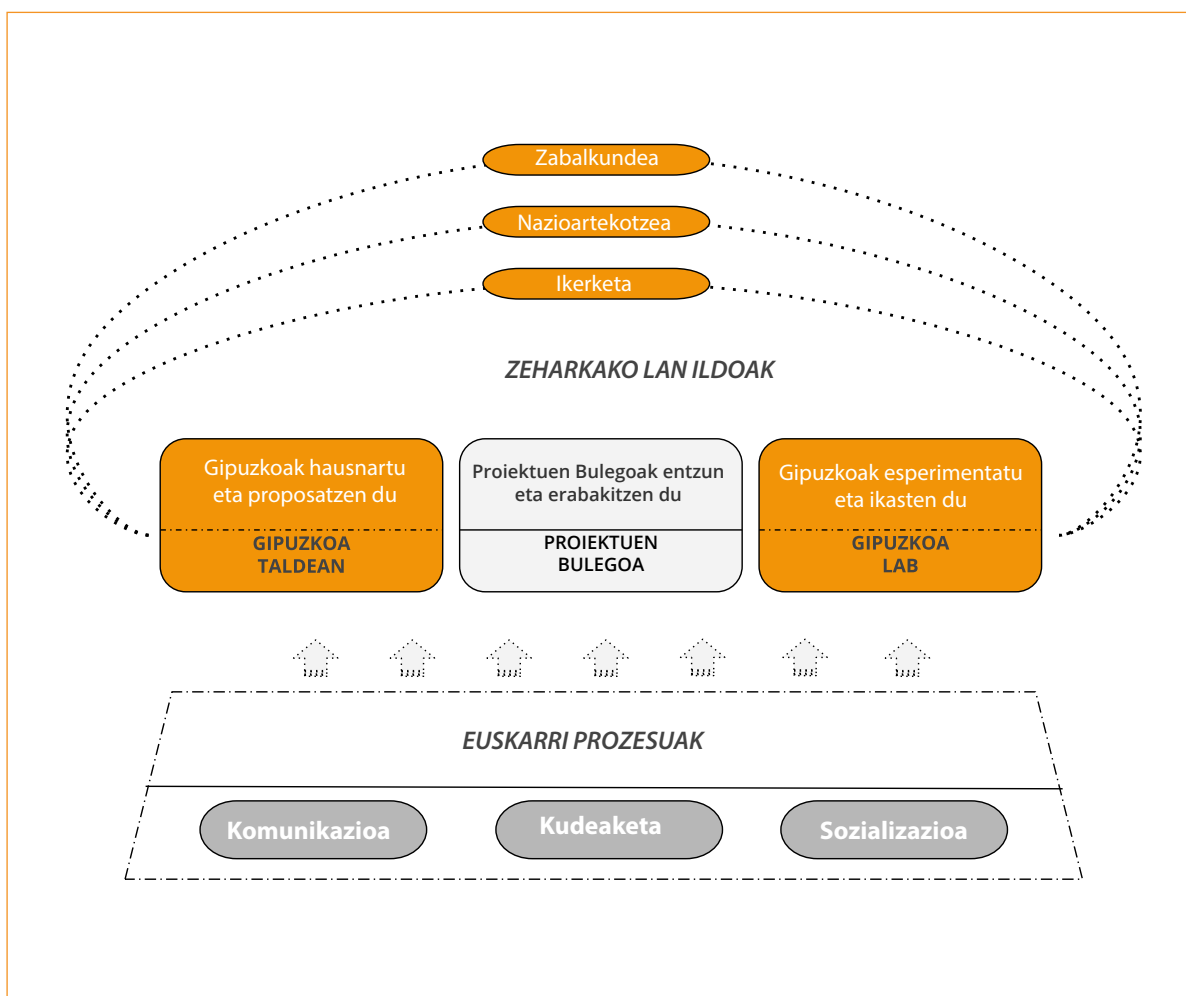 Zabalkundea
Nazioartekotzea
Ikerketa
ZEHARKAKO LAN ILDOAK
Gipuzkoak hausnartu
eta proposatzen du
GIPUZKOA
TALDEAN
Proiektuen Bulegoak entzun
eta erabakitzen du
PROIEKTUEN
BULEGOA
Gipuzkoak esperimentatu
eta ikasten du
GIPUZKOA
LAB
EUSKARRI PROZESUAK
Komunikazioa
Kudeaketa
Sozializazioa